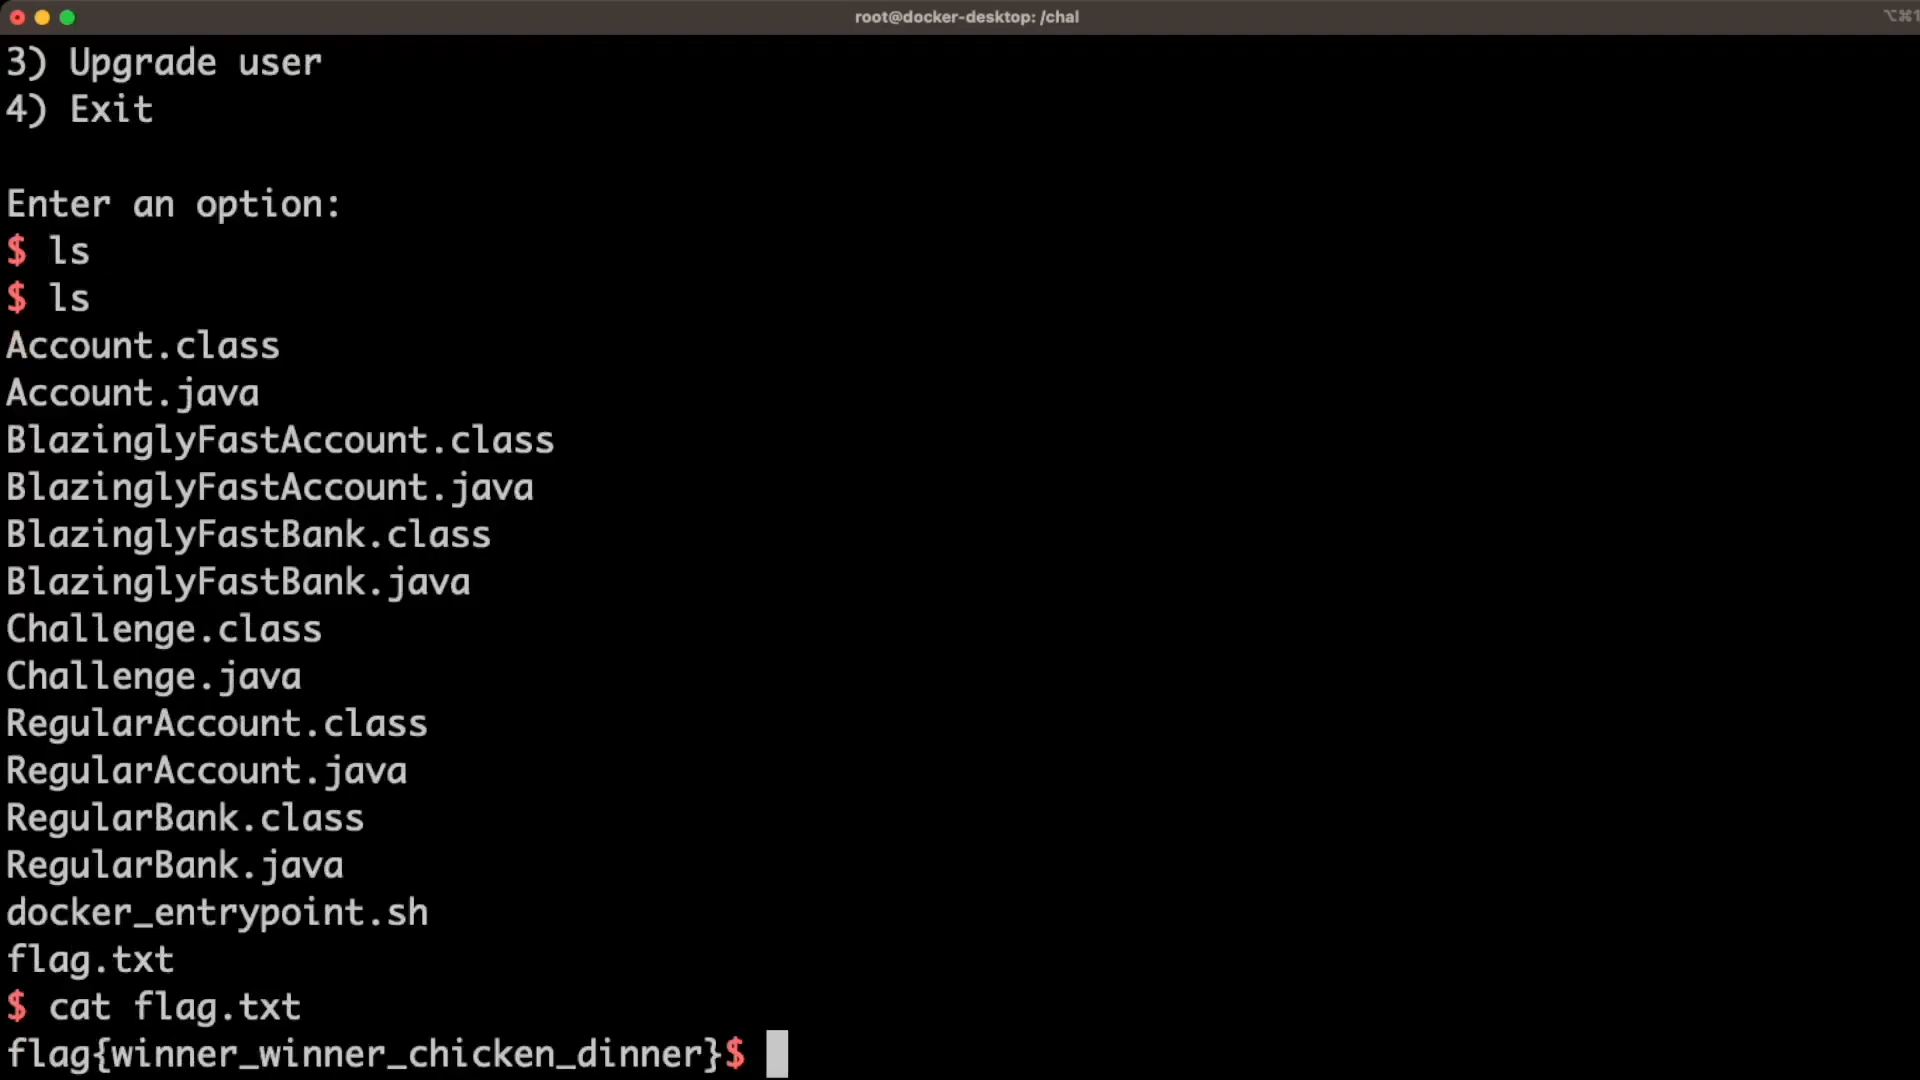 root@docker-desktop: /chal
⌥⌘1
3) Upgrade user
4) Exit
Enter an option:
$ ls
$ ls
Account.class
Account.java
BlazinglyFastAccount.class
BlazinglyFastAccount.java
BlazinglyFastBank.class
BlazinglyFastBank.java
Challenge.class
Challenge.java
RegularAccount.class
RegularAccount.java
RegularBank.class
RegularBank.java
docker_entrypoint.sh
flag.txt
$ cat flag.txt
flag{winner_winner_chicken_dinner}$